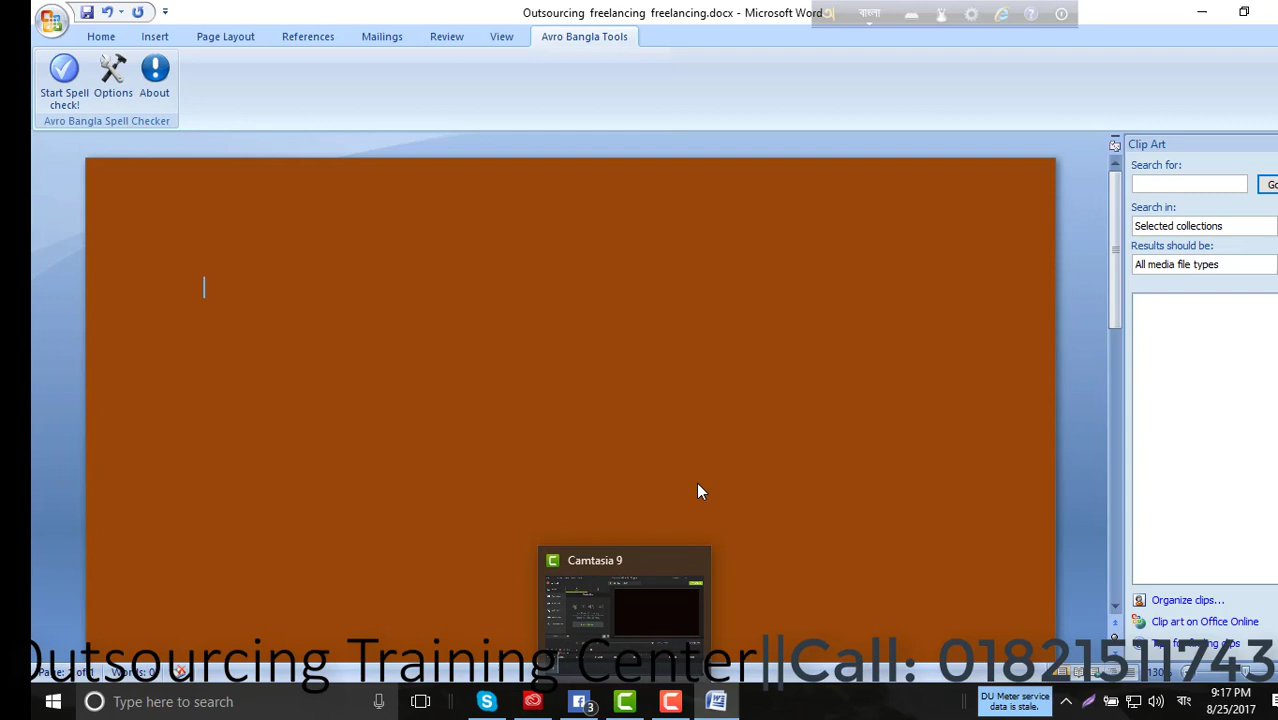 Outsourcing freelancing freelancing.docx - Microsoft Word
বাংলা
Home Insert Page Layout References Mailings Review View Avro Bangla Tools
Start Spell check! Options About
Avro Bangla Spell Checker
Clip Art
Search for:
Go
Search in:
Selected collections
Results should be:
All media file types
Organize clips...
Clip art on Office Online
Camtasia 9
Outsourcing Training Center||Call: 01821511743
Type here to search
3
DU Meter service
data is stale.
বাং
9:17 PM
8/25/2017